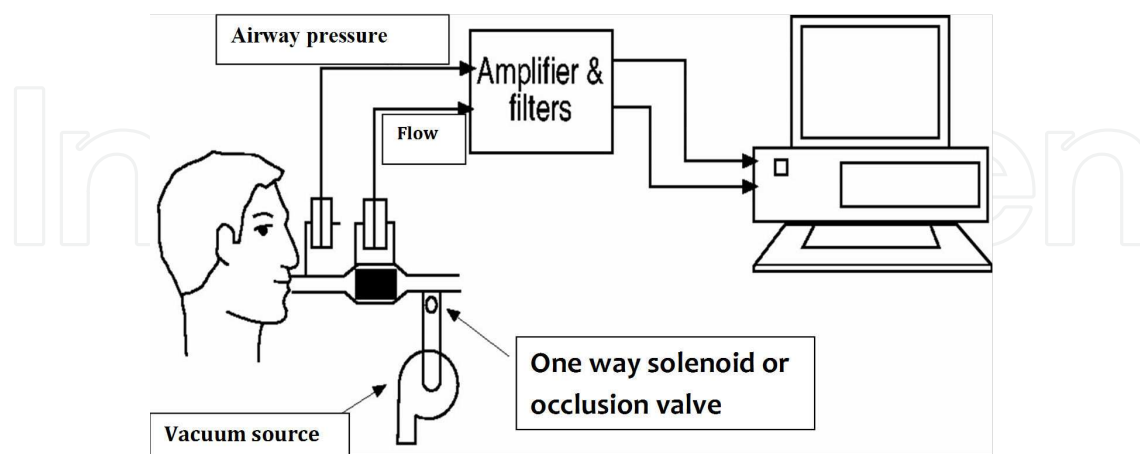 Airway pressure
Amplifier &
filters
Flow
One way solenoid or
occlusion valve
Vacuum source